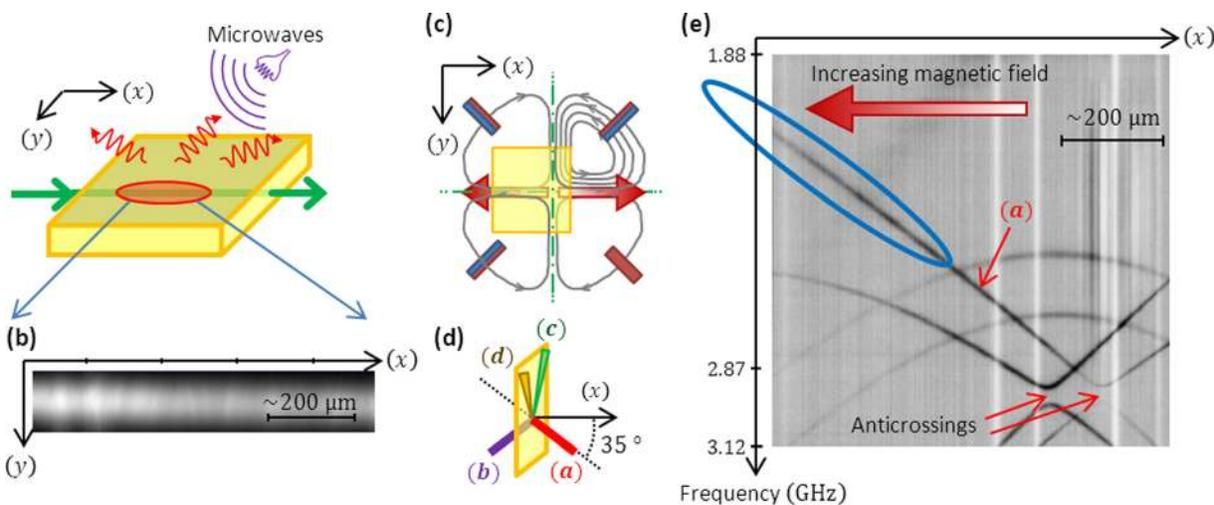 Microwaves
(x)
(y)
(b)
(x)
~200 μm
(y)
(c)
(x)
(y)
(d)
(c)
(d)
(x)
35 °
(b)
(a)
(e)
(x)
1.88
Increasing magnetic field
~200 μm
(a)
2.87
Anticrossings
3.12
Frequency (GHz)